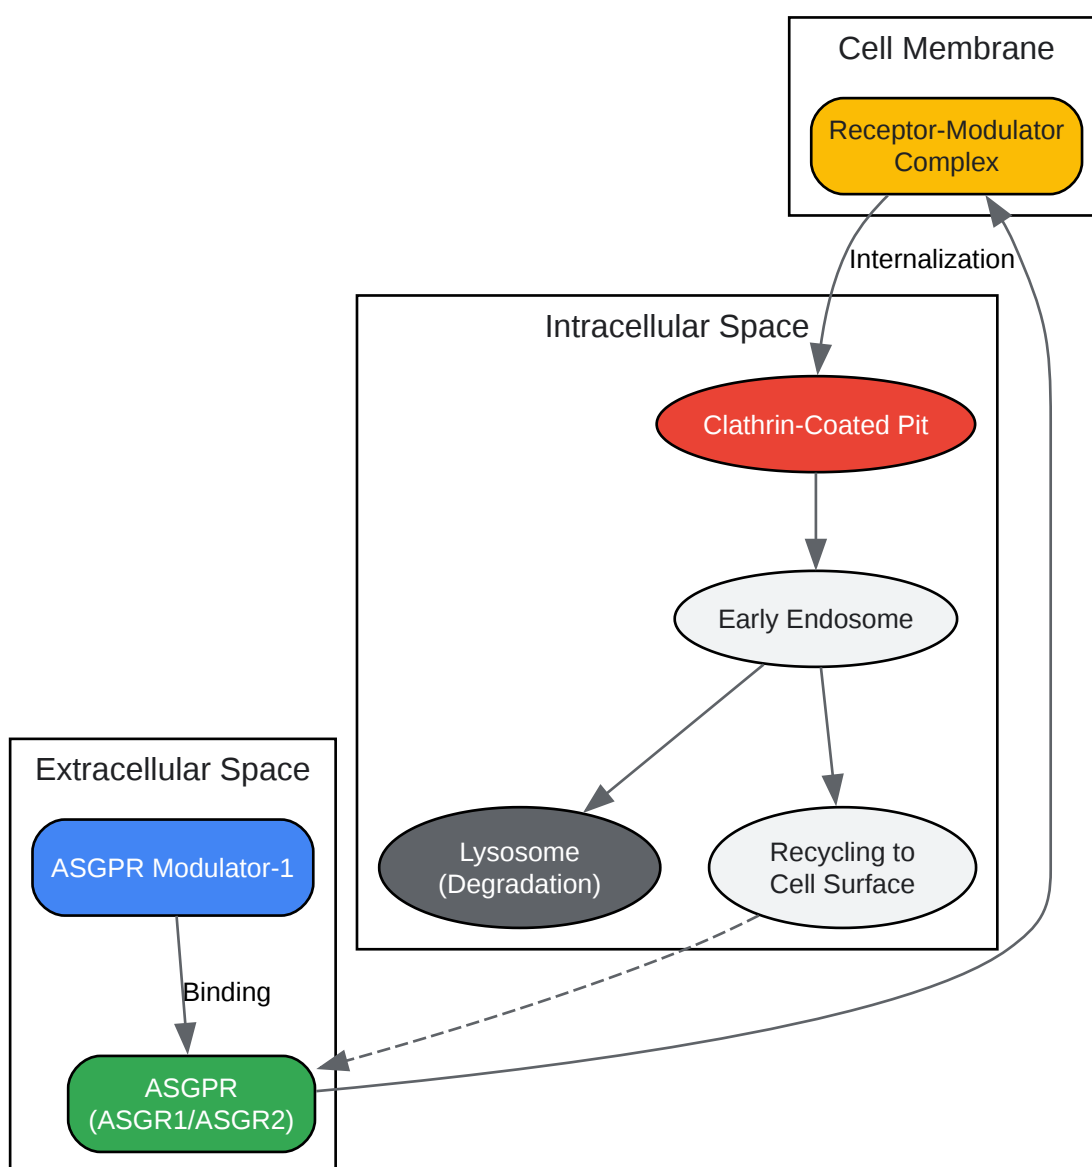 Cell Membrane
Receptor-Modulator
Complex
Internalization
Intracellular Space
Clathrin-Coated Pit
Early Endosome
Extracellular Space
ASGPR Modulator-1
Lysosome
(Degradation)
Recycling to
Cell Surface
Binding
ASGPR
(ASGR1/ASGR2)